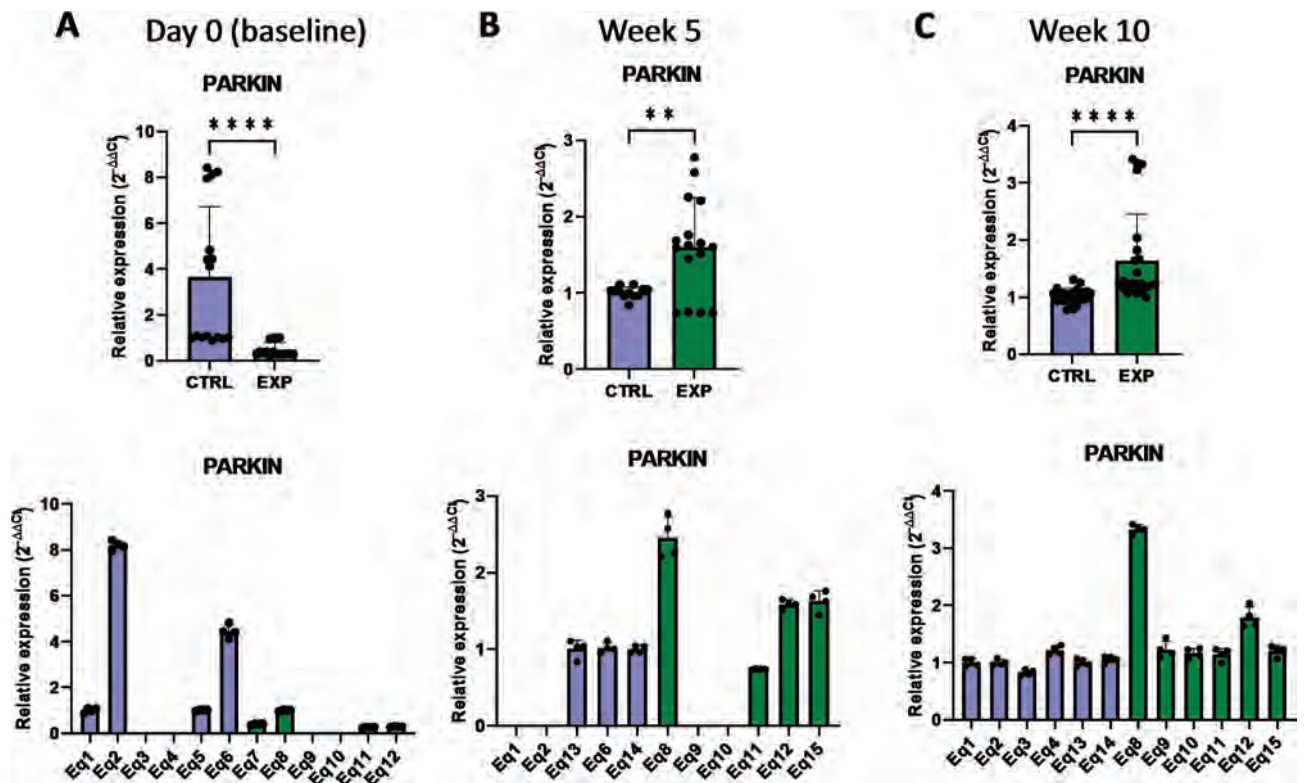 A Day 0 (baseline)
PARKIN
****
Relative expression (2^-ΔΔCt)
10
8
6
4
2
0
CTRL EXP
B Week 5
PARKIN
**
Relative expression (2^-ΔΔCt)
3
2
1
0
CTRL EXP
C Week 10
PARKIN
****
Relative expression (2^-ΔΔCt)
4
3
2
1
0
CTRL EXP
PARKIN
Relative expression (2^-ΔΔCt)
10
8
6
4
2
0
Eq1 Eq2 Eq3 Eq4 Eq5 Eq6 Eq7 Eq8 Eq9 Eq10 Eq11 Eq12
PARKIN
Relative expression (2^-ΔΔCt)
3
2
1
0
Eq1 Eq2 Eq13 Eq6 Eq14 Eq8 Eq9 Eq10 Eq11 Eq12 Eq15
PARKIN
Relative expression (2^-ΔΔCt)
4
3
2
1
0
Eq1 Eq2 Eq3 Eq4 Eq13 Eq14 Eq8 Eq9 Eq10 Eq11 Eq12 Eq15